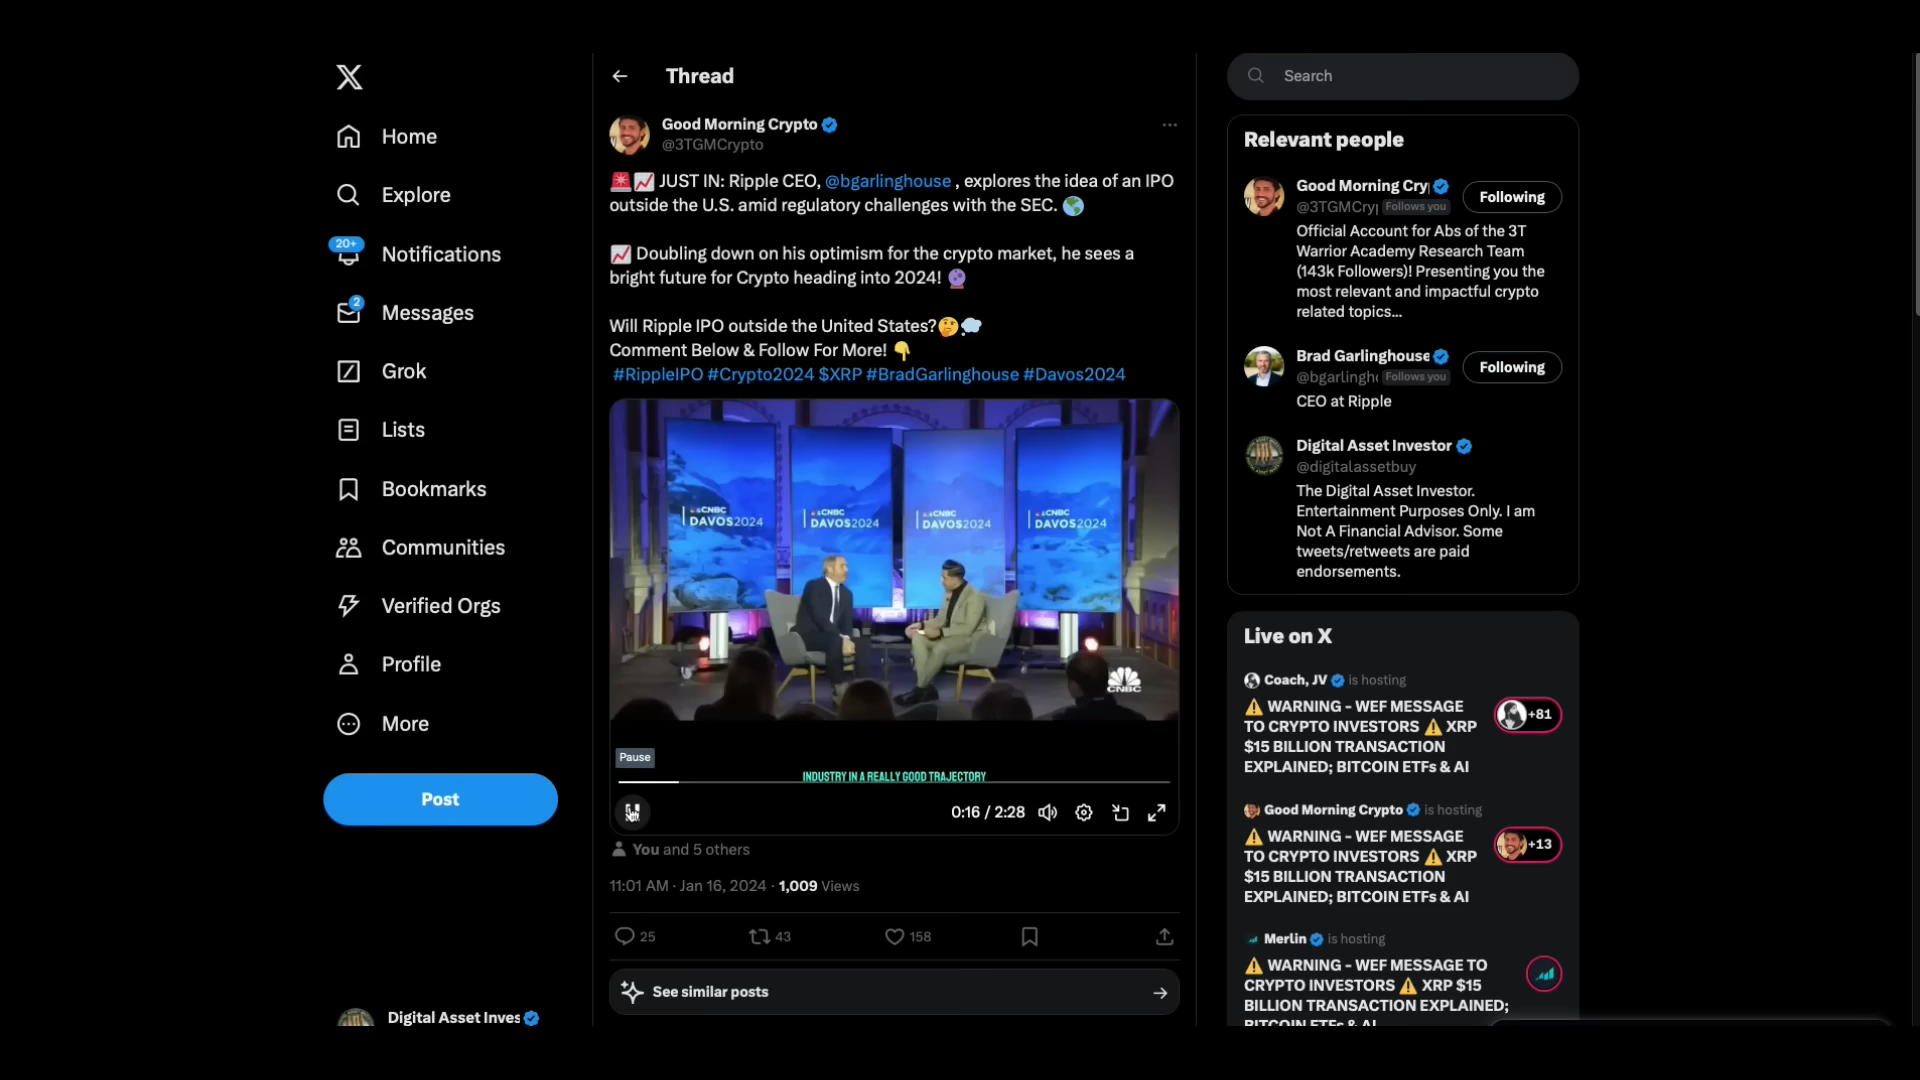 Home
Explore
20+
Notifications
2
Messages
Grok
Lists
Bookmarks
Communities
Verified Orgs
Profile
More
Post
Digital Asset Inves
Thread
Good Morning Crypto
@3TGMCrypto
JUST IN: Ripple CEO, @bgarlinghouse , explores the idea of an IPO
outside the U.S. amid regulatory challenges with the SEC.
Doubling down on his optimism for the crypto market, he sees a
bright future for Crypto heading into 2024!
Will Ripple IPO outside the United States?
Comment Below & Follow For More!
#RippleIPO #Crypto2024 $XRP #BradGarlinghouse #Davos2024
CNBC
DAVOS2024
CNBC
DAVOS2024
CNBC
DAVOS2024
CNBC
DAVOS2024
CNBC
Pause
INDUSTRY IN A REALLY GOOD TRAJECTORY
0:16 / 2:28
You and 5 others
11:01 AM · Jan 16, 2024 · 1,009 Views
25
43
158
See similar posts
Search
Relevant people
Good Morning Cry
Following
@3TGMCry
Follows you
Official Account for Abs of the 3T
Warrior Academy Research Team
(143k Followers)! Presenting you the
most relevant and impactful crypto
related topics...
Brad Garlinghouse
Following
@bgarlingh
Follows you
CEO at Ripple
Digital Asset Investor
@digitalassetbuy
The Digital Asset Investor.
Entertainment Purposes Only. I am
Not A Financial Advisor. Some
tweets/retweets are paid
endorsements.
Live on X
Coach, JV is hosting
WARNING - WEF MESSAGE
TO CRYPTO INVESTORS XRP
$15 BILLION TRANSACTION
EXPLAINED; BITCOIN ETFs & AI
+81
Good Morning Crypto is hosting
WARNING - WEF MESSAGE
TO CRYPTO INVESTORS XRP
$15 BILLION TRANSACTION
EXPLAINED; BITCOIN ETFs & AI
+13
Merlin is hosting
WARNING - WEF MESSAGE TO
CRYPTO INVESTORS XRP $15
BILLION TRANSACTION EXPLAINED;
BITCOIN ETFs & AI